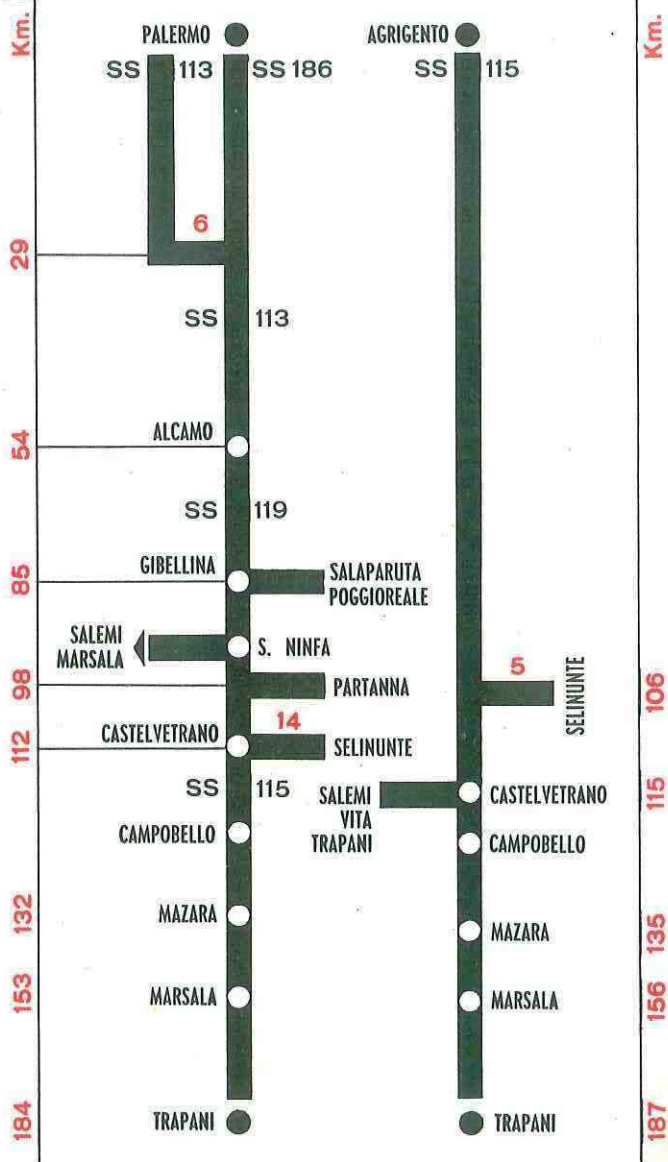 Km.
Km.
PALERMO
AGRIGENTO
SS 113
SS 186
SS 115
6
29
SS 113
ALCAMO
54
SS 119
GIBELLINA
85
SALAPARUTA
POGGIOREALE
SALEMI
MARSALA
S. NINFA
98
PARTANNA
5
SELINUNTE
106
14
CASTELVETRANO
112
SELINUNTE
SS 115
SALEMI
VITA
TRAPANI
CASTELVETRANO
115
CAMPOBELLO
CAMPOBELLO
132
MAZARA
MAZARA
135
153
MARSALA
MARSALA
156
184
TRAPANI
TRAPANI
187